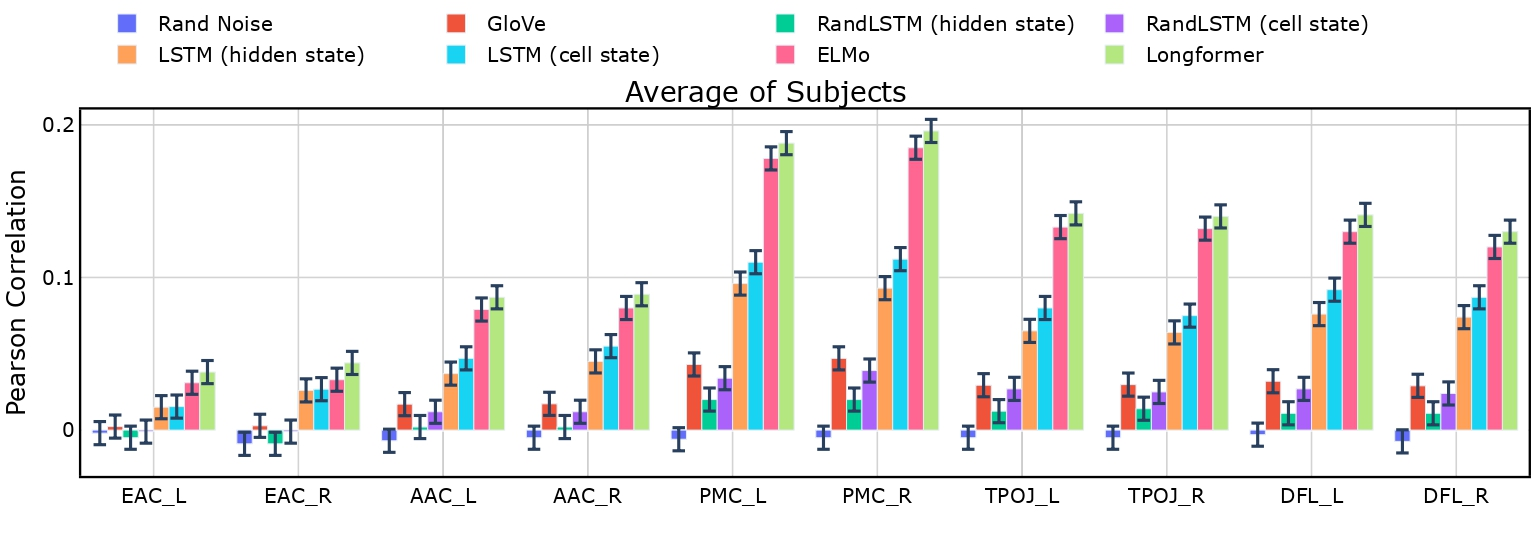 Rand Noise GloVe RandLSTM (hidden state) RandLSTM (cell state)
LSTM (hidden state) LSTM (cell state) ELMo Longformer
Average of Subjects
Pearson Correlation
0.2
0.1
0
EAC_L EAC_R AAC_L AAC_R PMC_L PMC_R TPOJ_L TPOJ_R DFL_L DFL_R